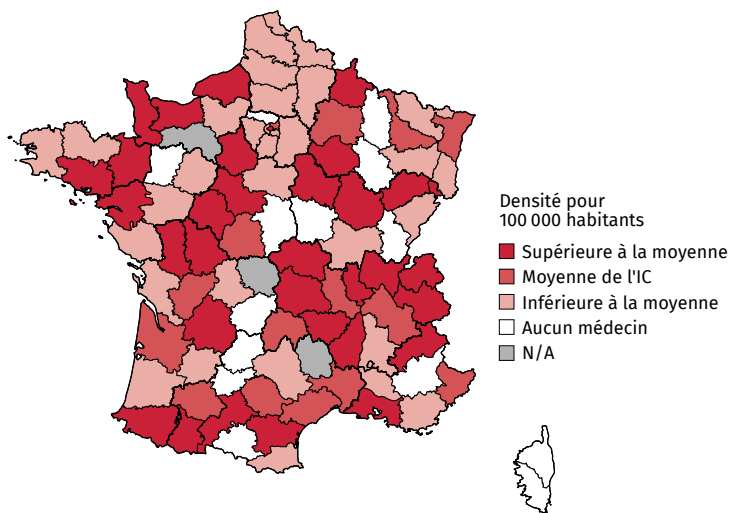 Densité pour
100 000 habitants
Supérieure à la moyenne
Moyenne de l'IC
Inférieure à la moyenne
Aucun médecin
N/A